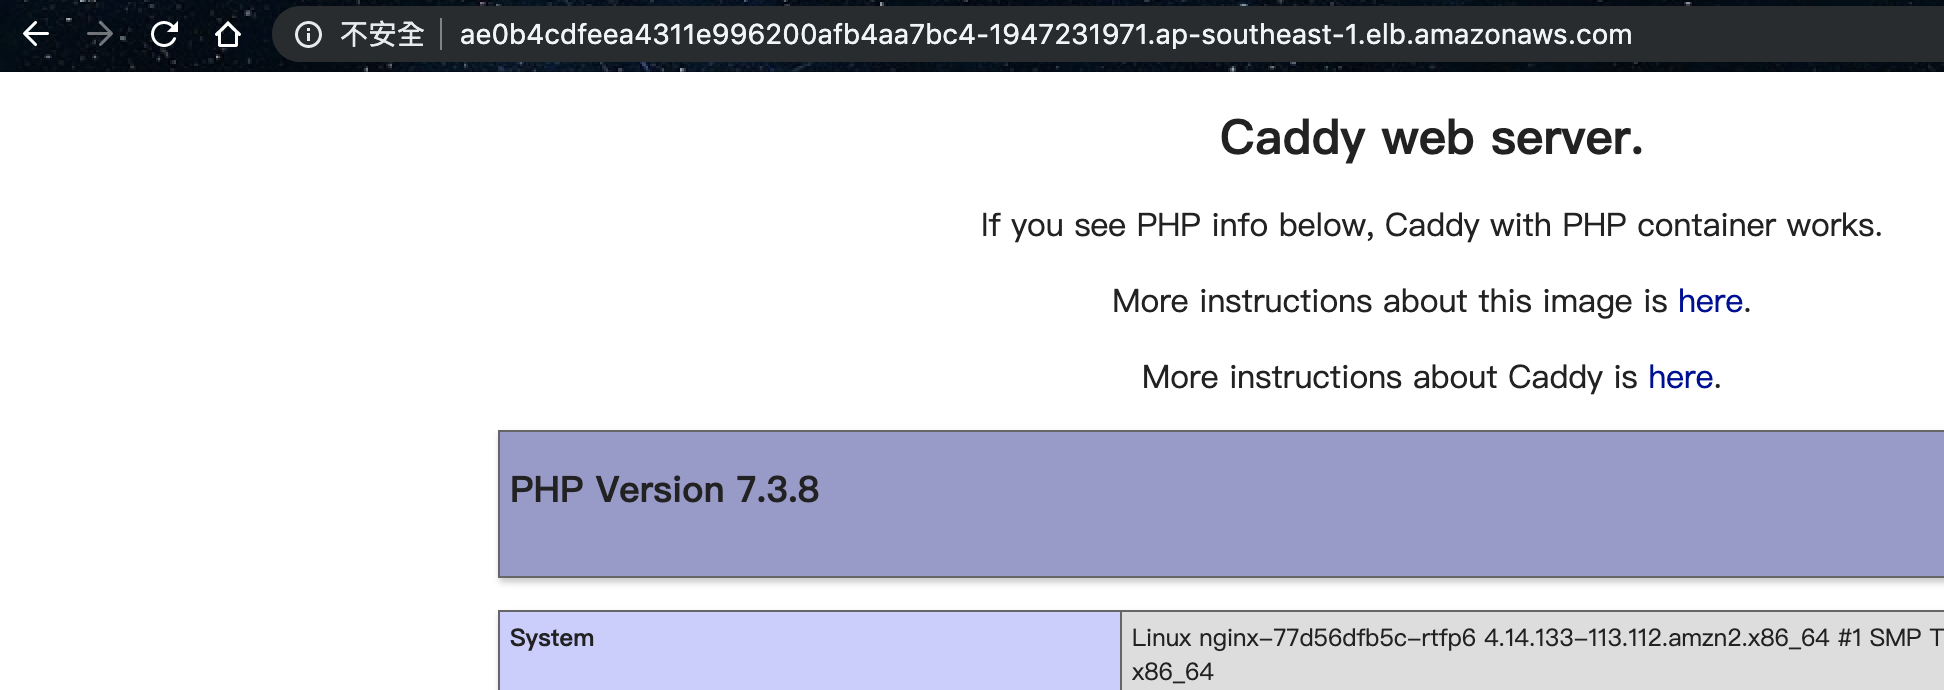 不安全 ae0b4cdfeea4311e996200afb4aa7bc4-1947231971.ap-southeast-1.elb.amazonaws.com
Caddy web server.
If you see PHP info below, Caddy with PHP container works.
More instructions about this image is here.
More instructions about Caddy is here.
PHP Version 7.3.8
System
Linux nginx-77d56dfb5c-rtfp6 4.14.133-113.112.amzn2.x86_64 #1 SMP T
x86_64